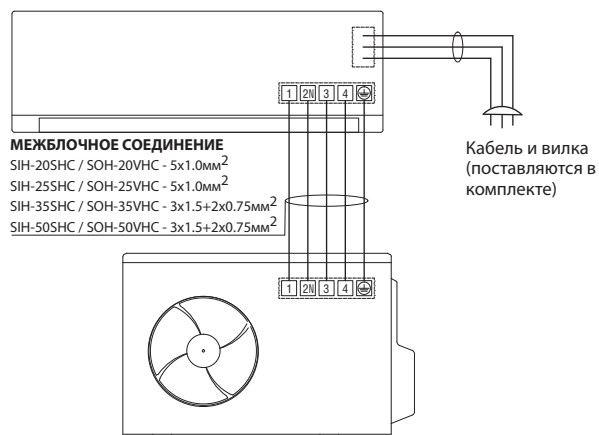 1 2N 3 4
МЕЖБЛОЧНОЕ СОЕДИНЕНИЕ
SIH-20SHC / SOH-20VHC - 5x1.0мм2
SIH-25SHC / SOH-25VHC - 5x1.0мм2
SIH-35SHC / SOH-35VHC - 3x1.5+2x0.75мм2
SIH-50SHC / SOH-50VHC - 3x1.5+2x0.75мм2
Кабель и вилка
(поставляются в
комплекте)
1 2N 3 4